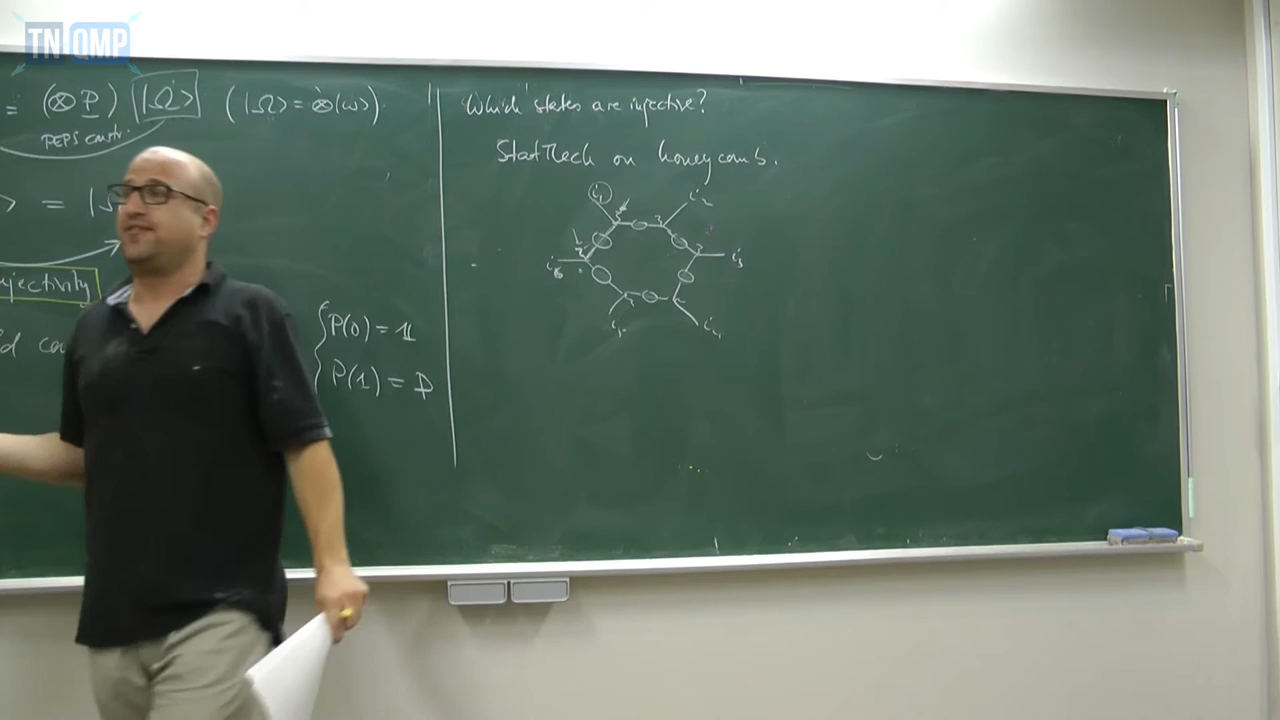 TN QMP
= (⊗ P) |Ω> (|Ω> = ⊗|ω>)
PEPS constr.
> = |
jectivity
P(0) = 𝟙
P(1) =
Which states are injective?
StatMech on honeycomb.
i₁ i₂
i₆ i₃
i₅ i₄